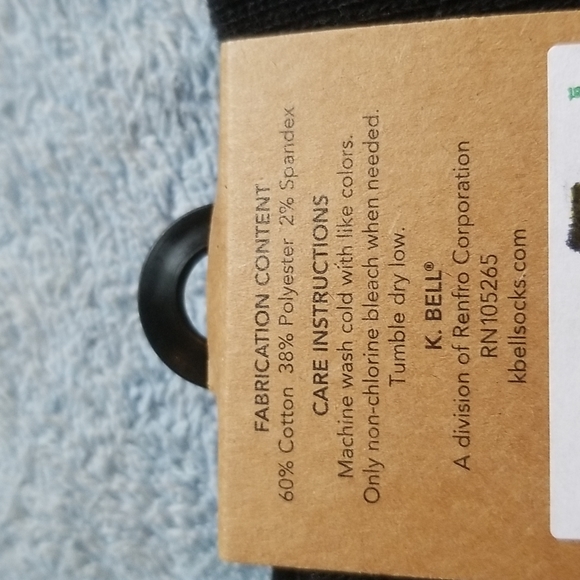 FABRICATION CONTENT
60% Cotton 38% Polyester 2% Spandex
CARE INSTRUCTIONS
Machine wash cold with like colors.
Only non-chlorine bleach when needed.
Tumble dry low.
K. BELL®
A division of Renfro Corporation
RN105265
kbellsocks.com